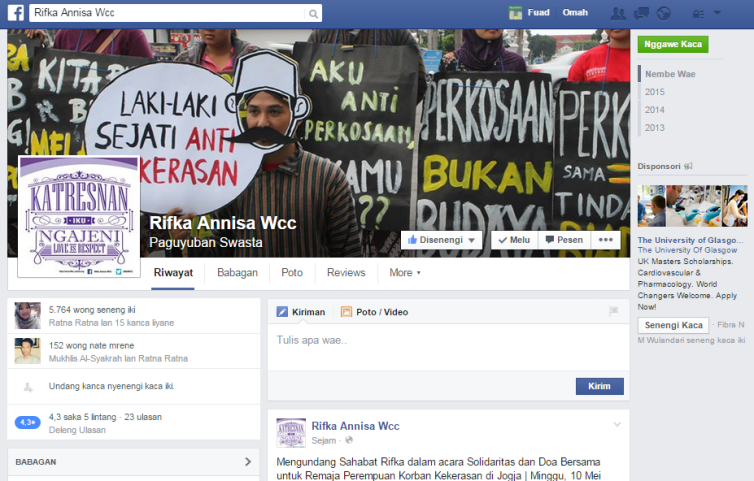 Rifka Annisa Wcc
Fuad
Omah
Nggawe Kaca
Nembe Wae
2015
2014
2013
KITA
LAKI-LAKI
SEJATI ANTI
KEKERASAN
AKU
ANTI
PERKOSAAN
KAMU
??
PERKOSAAN
BUKAN
BUDAYA
PERK
SAMA =
TINDA
KATRESNAN
IKU
NGAJENI
LOVE IS RESPECT
Rifka Annisa Wcc
Paguyuban Swasta
Disenengi
Melu
Pesen
Riwayat
Babagan
Poto
Reviews
More
5.764 wong seneng iki
Ratna Ratna lan 15 kanca liyane
152 wong nate mrene
Mukhlis Al-Syakrah lan Ratna Ratna
Undang kanca nyenengi kaca iki.
4,3
4,3 saka 5 lintang · 23 ulasan
Deleng Ulasan
BABAGAN
Kiriman
Poto / Video
Tulis apa wae..
Kirim
Rifka Annisa Wcc
Sejam ·
Mengundang Sahabat Rifka dalam acara Solidaritas dan Doa Bersama
untuk Remaja Perempuan Korban Kekerasan di Jogja | Minggu, 10 Mei
Disponsori
The University of Glasgo...
The University Of Glasgow
UK Masters Scholarships.
Cardiovascular &
Pharmacology. World
Changers Welcome. Apply
Now!
Senengi Kaca · Fibra N
M Wulandari seneng kaca iki